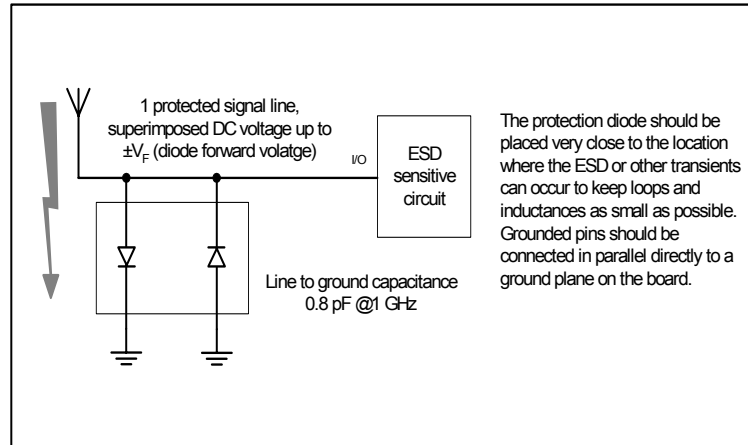 1 protected signal line,
superimposed DC voltage up to
±V_F (diode forward volatge)
I/O
ESD
sensitive
circuit
Line to ground capacitance
0.8 pF @1 GHz
The protection diode should be
placed very close to the location
where the ESD or other transients
can occur to keep loops and
inductances as small as possible.
Grounded pins should be
connected in parallel directly to a
ground plane on the board.